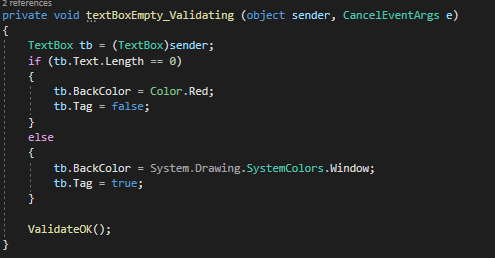 2 references
private void textBoxEmpty_Validating (object sender, CancelEventArgs e)
{
TextBox tb = (TextBox)sender;
if (tb.Text.Length == 0)
{
tb.BackColor = Color.Red;
tb.Tag = false;
}
else
{
tb.BackColor = System.Drawing.SystemColors.Window;
tb.Tag = true;
}
ValidateOK();
}